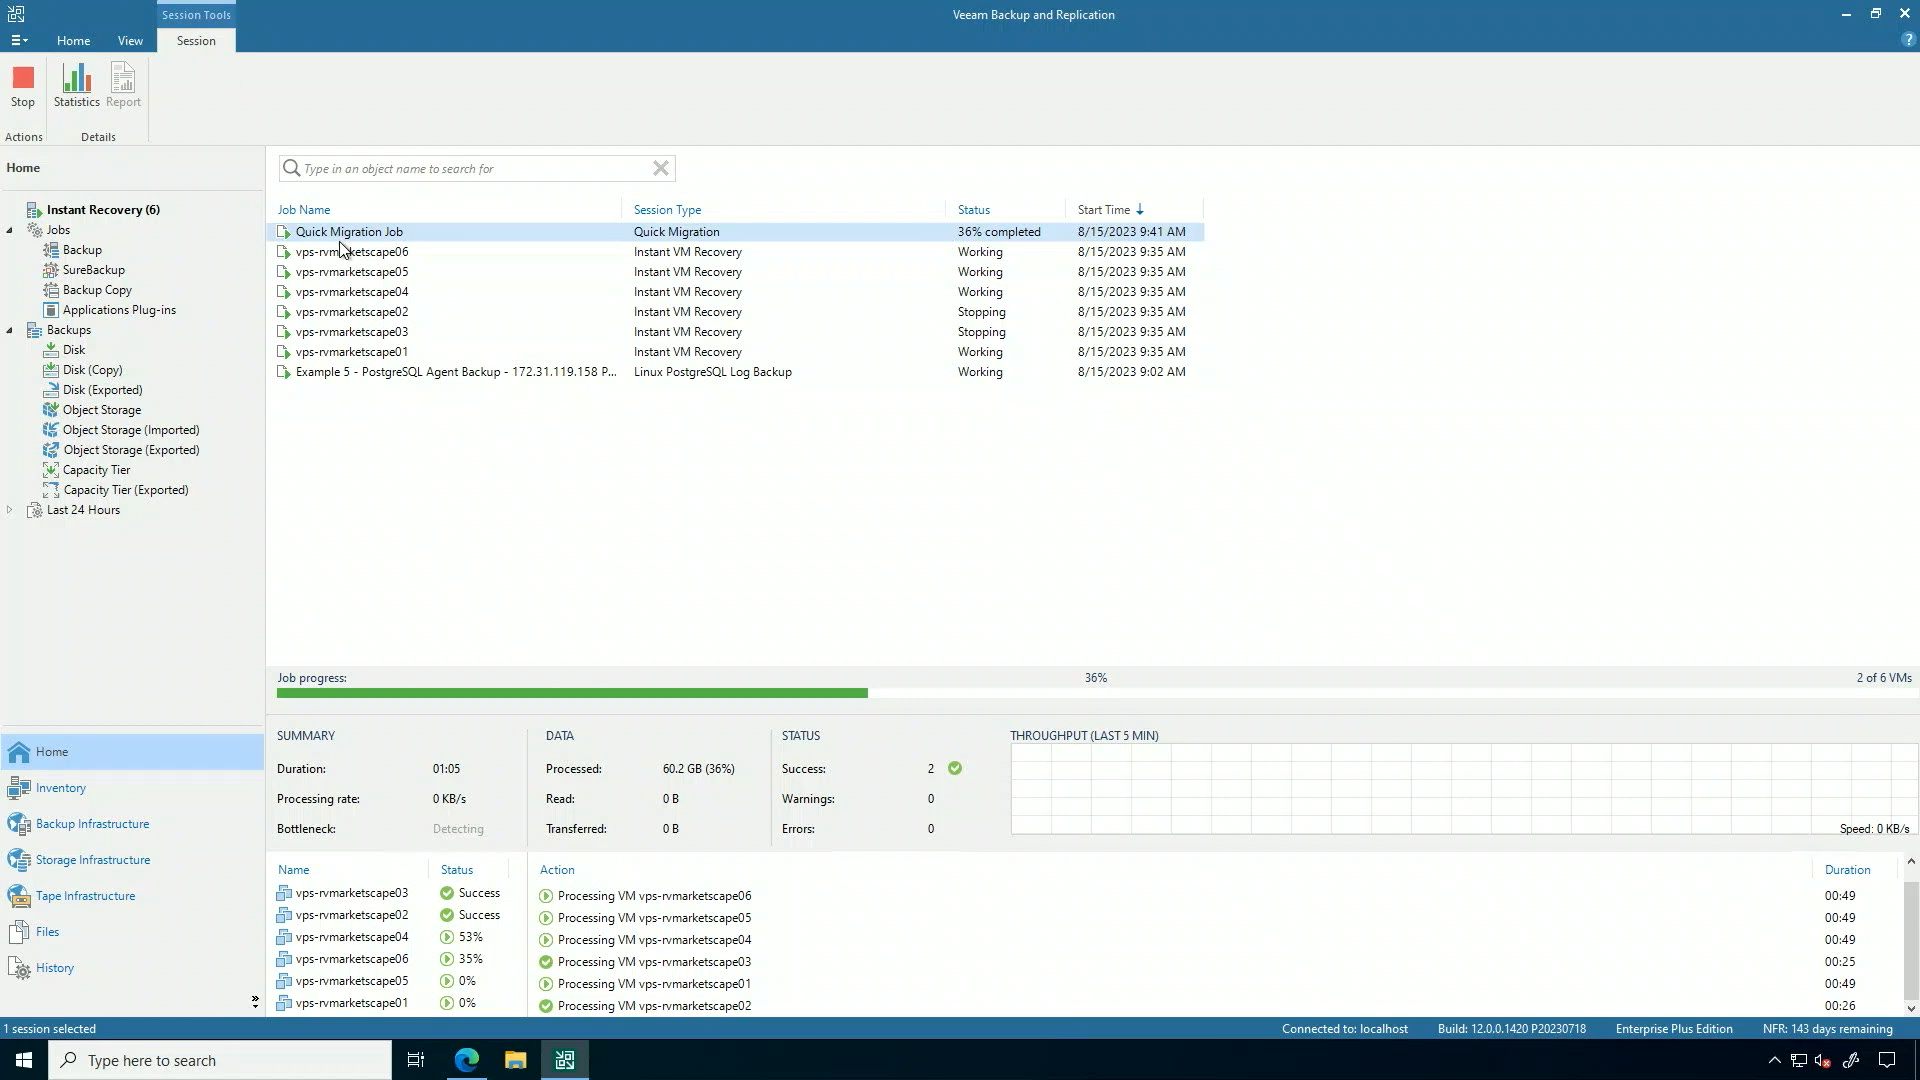 Session Tools
Veeam Backup and Replication
Home View Session
Stop Statistics Report
Actions Details
Home
Instant Recovery (6)
Jobs
Backup
SureBackup
Backup Copy
Applications Plug-ins
Backups
Disk
Disk (Copy)
Disk (Exported)
Object Storage
Object Storage (Imported)
Object Storage (Exported)
Capacity Tier
Capacity Tier (Exported)
Last 24 Hours
Home
Inventory
Backup Infrastructure
Storage Infrastructure
Tape Infrastructure
Files
History
Type in an object name to search for
Job Name Session Type Status Start Time
Quick Migration Job Quick Migration 36% completed 8/15/2023 9:41 AM
vps-rvmarketscape06 Instant VM Recovery Working 8/15/2023 9:35 AM
vps-rvmarketscape05 Instant VM Recovery Working 8/15/2023 9:35 AM
vps-rvmarketscape04 Instant VM Recovery Working 8/15/2023 9:35 AM
vps-rvmarketscape02 Instant VM Recovery Stopping 8/15/2023 9:35 AM
vps-rvmarketscape03 Instant VM Recovery Stopping 8/15/2023 9:35 AM
vps-rvmarketscape01 Instant VM Recovery Working 8/15/2023 9:35 AM
Example 5 - PostgreSQL Agent Backup - 172.31.119.158 P... Linux PostgreSQL Log Backup Working 8/15/2023 9:02 AM
Job progress: 36% 2 of 6 VMs
SUMMARY DATA STATUS THROUGHPUT (LAST 5 MIN)
Duration: 01:05 Processed: 60.2 GB (36%) Success: 2
Processing rate: 0 KB/s Read: 0 B Warnings: 0
Bottleneck: Detecting Transferred: 0 B Errors: 0 Speed: 0 KB/s
Name Status Action Duration
vps-rvmarketscape03 Success Processing VM vps-rvmarketscape06 00:49
vps-rvmarketscape02 Success Processing VM vps-rvmarketscape05 00:49
vps-rvmarketscape04 53% Processing VM vps-rvmarketscape04 00:49
vps-rvmarketscape06 35% Processing VM vps-rvmarketscape03 00:25
vps-rvmarketscape05 0% Processing VM vps-rvmarketscape01 00:49
vps-rvmarketscape01 0% Processing VM vps-rvmarketscape02 00:26
1 session selected Connected to: localhost Build: 12.0.0.1420 P20230718 Enterprise Plus Edition NFR: 143 days remaining
Type here to search